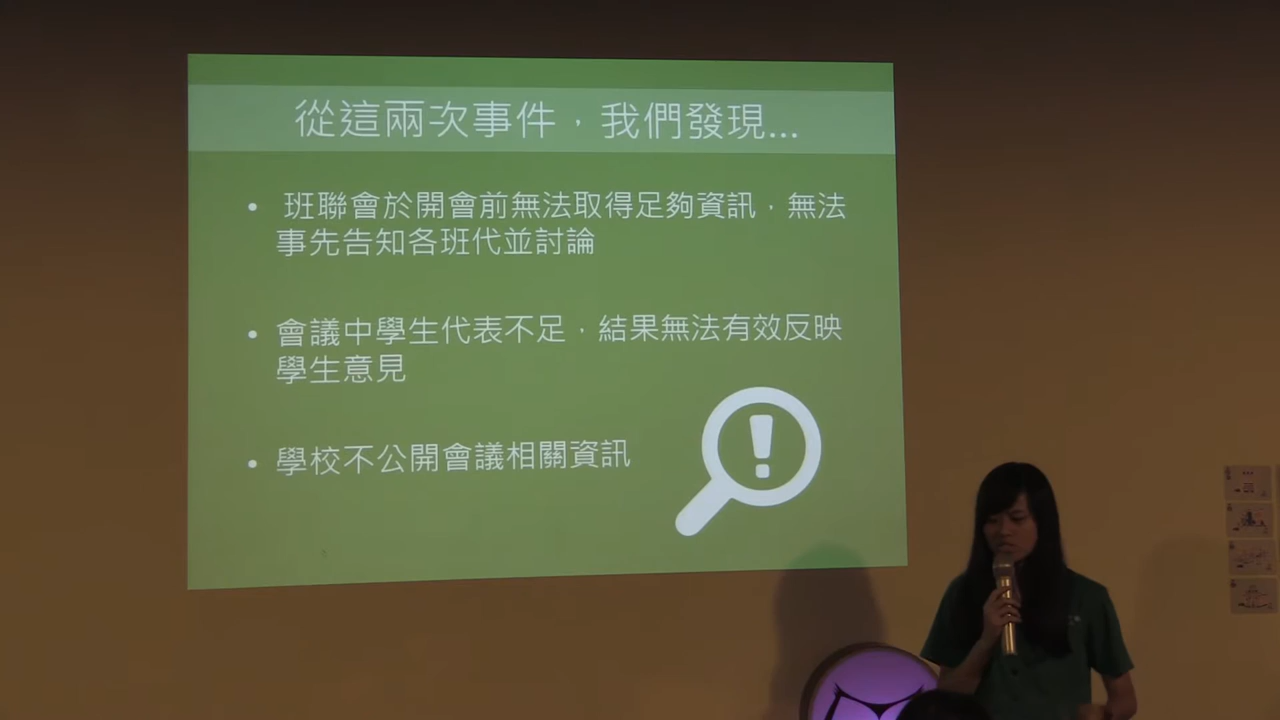 從這兩次事件，我們發現...
• 班聯會於開會前無法取得足夠資訊，無法
事先告知各班代並討論
• 會議中學生代表不足，結果無法有效反映
學生意見
• 學校不公開會議相關資訊